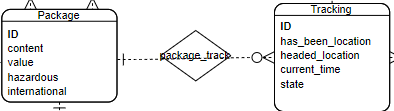 Package
ID
content
value
hazardous
international
package_track
Tracking
ID
has_been_location
headed_location
current_time
state